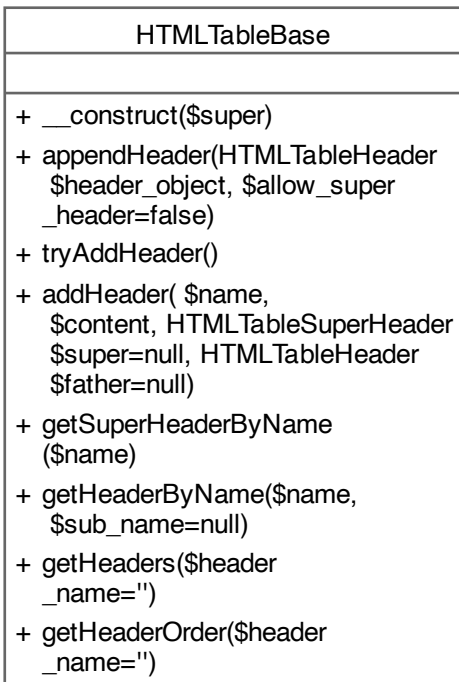 HTMLTableBase
+ __construct($super)
+ appendHeader(HTMLTableHeader
$header_object, $allow_super
_header=false)
+ tryAddHeader()
+ addHeader( $name,
$content, HTMLTableSuperHeader
$super=null, HTMLTableHeader
$father=null)
+ getSuperHeaderByName
($name)
+ getHeaderByName($name,
$sub_name=null)
+ getHeaders($header
_name='')
+ getHeaderOrder($header
_name='')